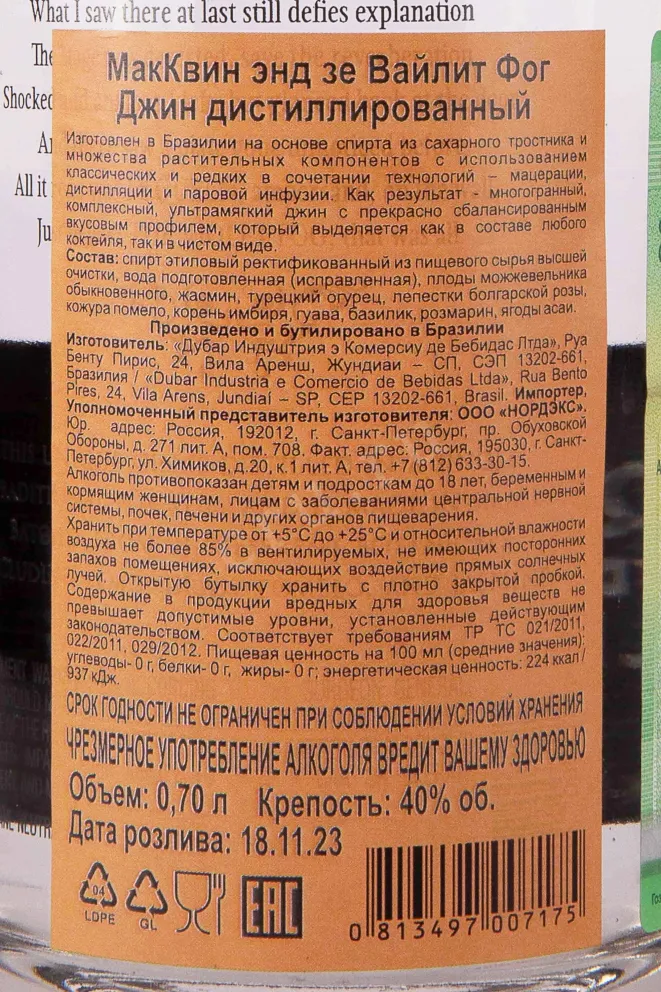 What I saw there at last still defies explanation
The
Shocked
All it
Ju
МакКвин энд зе Вайлит Фог
Джин дистиллированный
Изготовлен в Бразилии на основе спирта из сахарного тростника и
множества растительных компонентов с использованием
классических и редких в сочетании технологий – мацерации,
дистилляции и паровой инфузии. Как результат - многогранный,
комплексный, ультрамягкий джин с прекрасно сбалансированным
вкусовым профилем, который выделяется как в составе любого
коктейля, так и в чистом виде.
Состав: спирт этиловый ректификованный из пищевого сырья высшей
очистки, вода подготовленная (исправленная), плоды можжевельника
обыкновенного, жасмин, турецкий огурец, лепестки болгарской розы,
кожура помело, корень имбиря, гуава, базилик, розмарин, ягоды асаи.
Произведено и бутилировано в Бразилии
Изготовитель: «Дубар Индуштрия э Комерсиу де Бебидас Лтда», Руа
Бенту Пирис, 24, Вила Аренш, Жундиаи – СП, СЭП 13202-661,
Бразилия / «Dubar Industria e Comercio de Bebidas Ltda», Rua Bento
Pires, 24, Vila Arens, Jundiaí – SP, CEP 13202-661, Brasil. Импортер,
Уполномоченный представитель изготовителя: ООО «НОРДЭКС».
Юр. адрес: Россия, 192012, г. Санкт-Петербург, пр. Обуховской
Обороны, д. 271 лит. А, пом. 708. Факт. адрес: Россия, 195030, г. Санкт-
Петербург, ул. Химиков, д.20, к.1 лит. А, тел. +7 (812) 633-30-15.
Алкоголь противопоказан детям и подросткам до 18 лет, беременным и
кормящим женщинам, лицам с заболеваниями центральной нервной
системы, почек, печени и других органов пищеварения.
Хранить при температуре от +5°C до +25°C и относительной влажности
воздуха не более 85% в вентилируемых, не имеющих посторонних
запахов помещениях, исключающих воздействие прямых солнечных
лучей. Открытую бутылку хранить с плотно закрытой пробкой.
Содержание в продукции вредных для здоровья веществ не
превышает допустимые уровни, установленные действующим
законодательством. Соответствует требованиям ТР ТС 021/2011,
022/2011, 029/2012. Пищевая ценность на 100 мл (средние значения):
углеводы- 0 г, белки- 0 г, жиры- 0 г; энергетическая ценность: 224 ккал /
937 кДж.
СРОК ГОДНОСТИ НЕ ОГРАНИЧЕН ПРИ СОБЛЮДЕНИИ УСЛОВИЙ ХРАНЕНИЯ
ЧРЕЗМЕРНОЕ УПОТРЕБЛЕНИЕ АЛКОГОЛЯ ВРЕДИТ ВАШЕМУ ЗДОРОВЬЮ
Объем: 0,70 л Крепость: 40% об.
Дата розлива: 18.11.23
04
LDPE GL
EAC
0 813497 007175